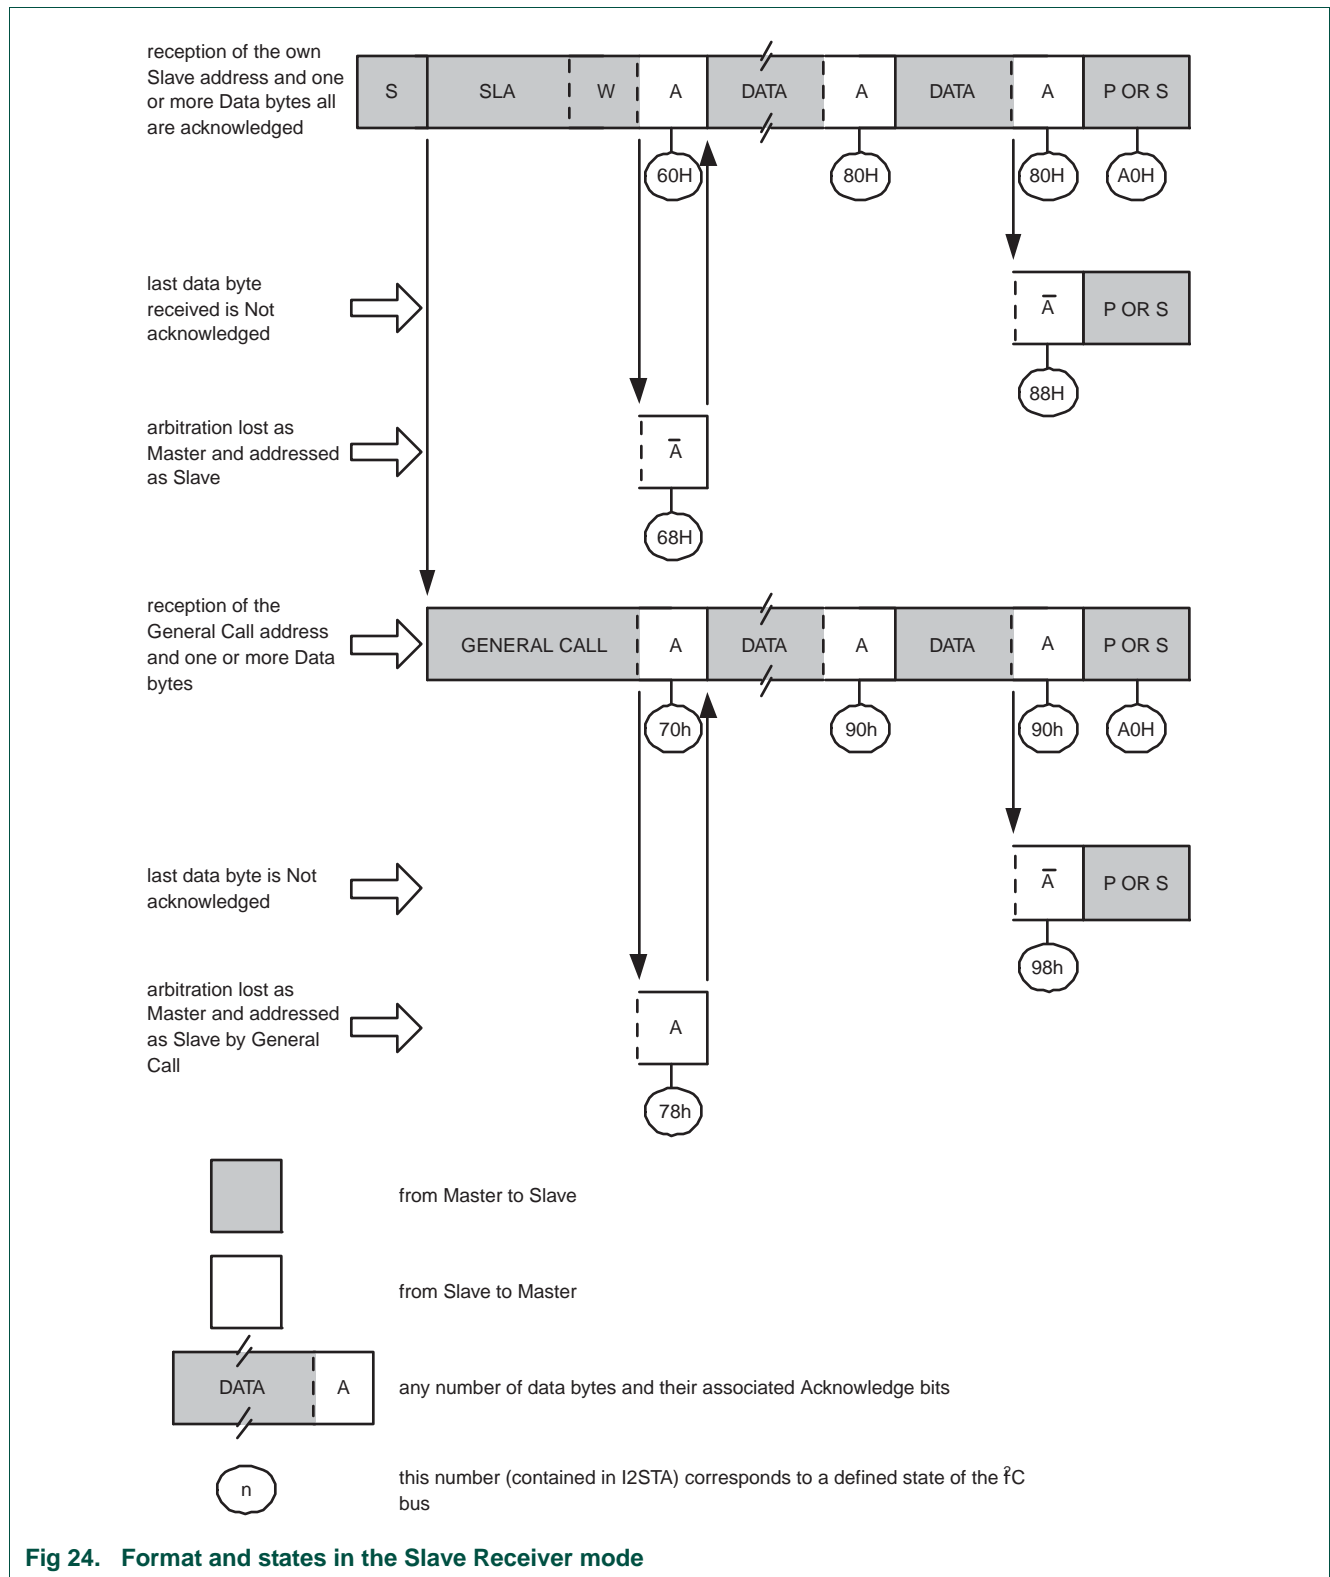 reception of the own
Slave address and one
or more Data bytes all
are acknowledged
S SLA W A DATA A DATA A P OR S
60H 80H 80H A0H
last data byte
received is Not
acknowledged
A̅ P OR S
88H
arbitration lost as
Master and addressed
as Slave
A̅
68H
reception of the
General Call address
and one or more Data
bytes
GENERAL CALL A DATA A DATA A P OR S
70h 90h 90h A0H
last data byte is Not
acknowledged
A̅ P OR S
98h
arbitration lost as
Master and addressed
as Slave by General
Call
A
78h
from Master to Slave
from Slave to Master
DATA A any number of data bytes and their associated Acknowledge bits
n this number (contained in I2STA) corresponds to a defined state of the I²C
bus
Fig 24. Format and states in the Slave Receiver mode